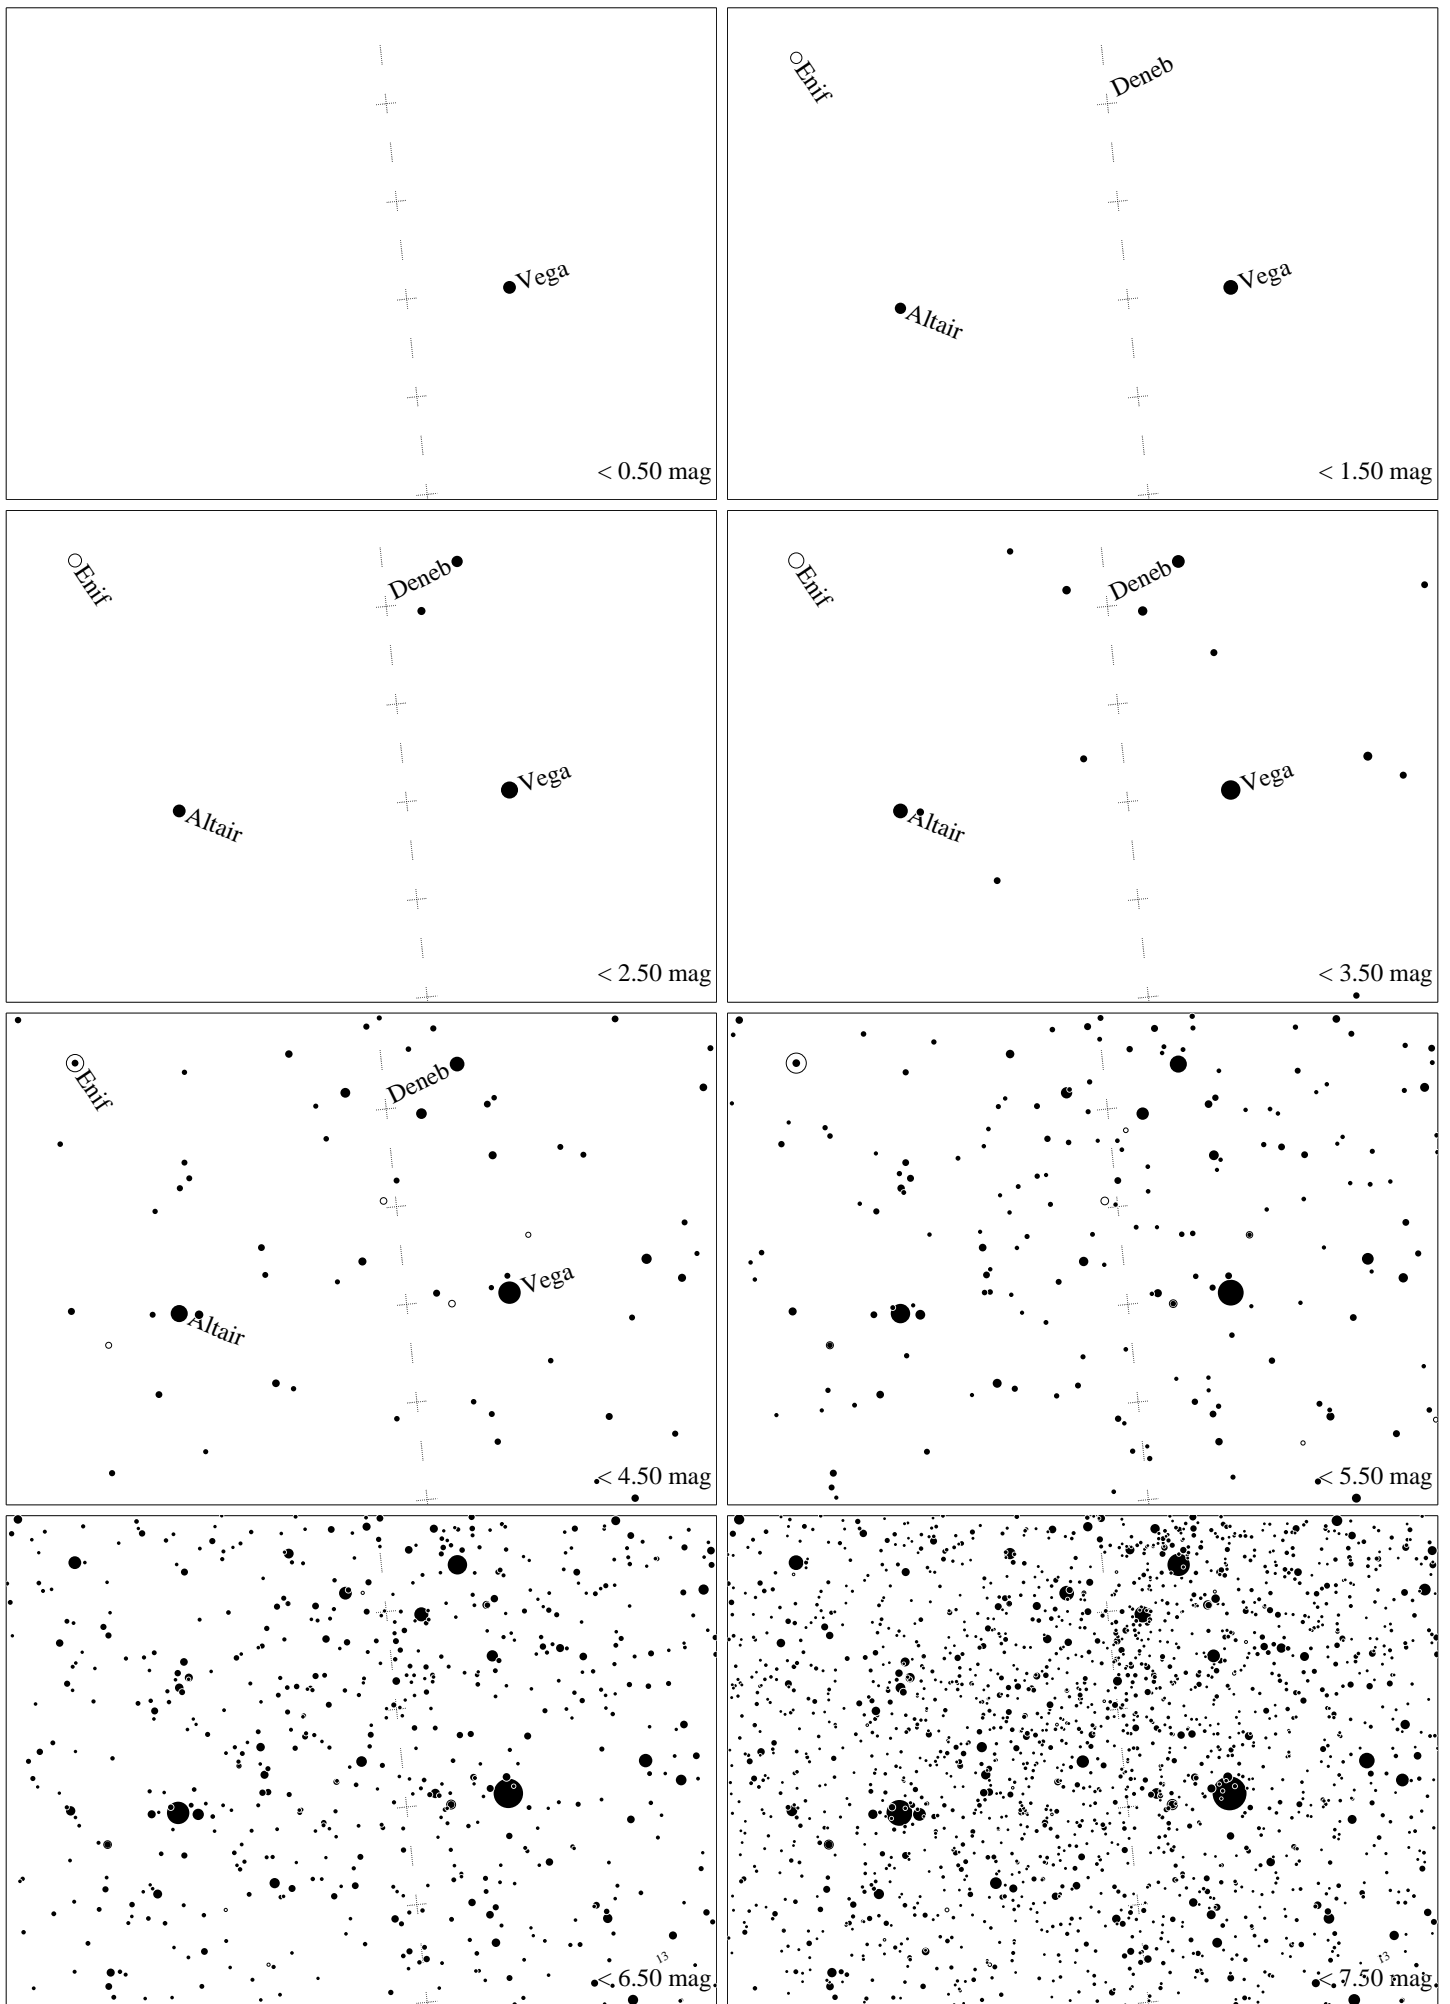 Vega
< 0.50 mag
Enif
Deneb
Vega
Altair
< 1.50 mag
Enif
Deneb
Vega
Altair
< 2.50 mag
Enif
Deneb
Vega
Altair
< 3.50 mag
Enif
Deneb
Vega
Altair
< 4.50 mag
< 5.50 mag
13
< 6.50 mag
13
< 7.50 mag